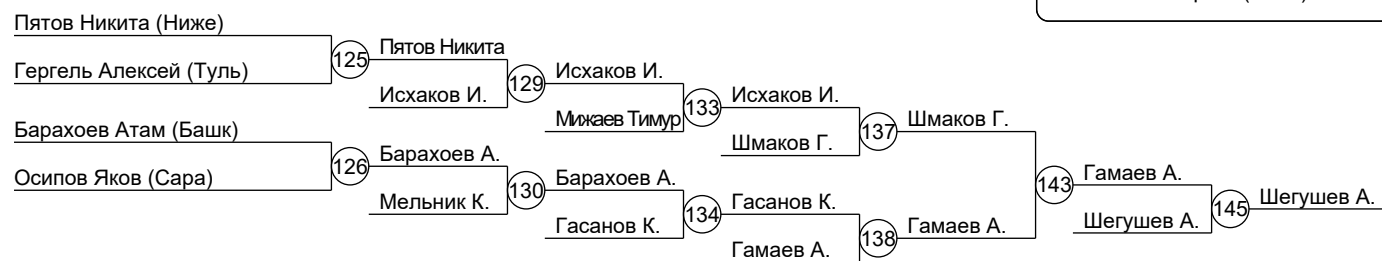 Пятов Никита (Ниже)
125
Пятов Никита
Гергель Алексей (Туль)
Исхаков И.
129
Исхаков И.
Мижаев Тимур
133
Исхаков И.
Шмаков Г.
137
Шмаков Г.
Барахоев Атам (Башк)
126
Барахоев А.
Осипов Яков (Сара)
Мельник К.
130
Барахоев А.
Гасанов К.
134
Гасанов К.
Гамаев А.
138
Гамаев А.
143
Гамаев А.
Шегушев А.
145
Шегушев А.